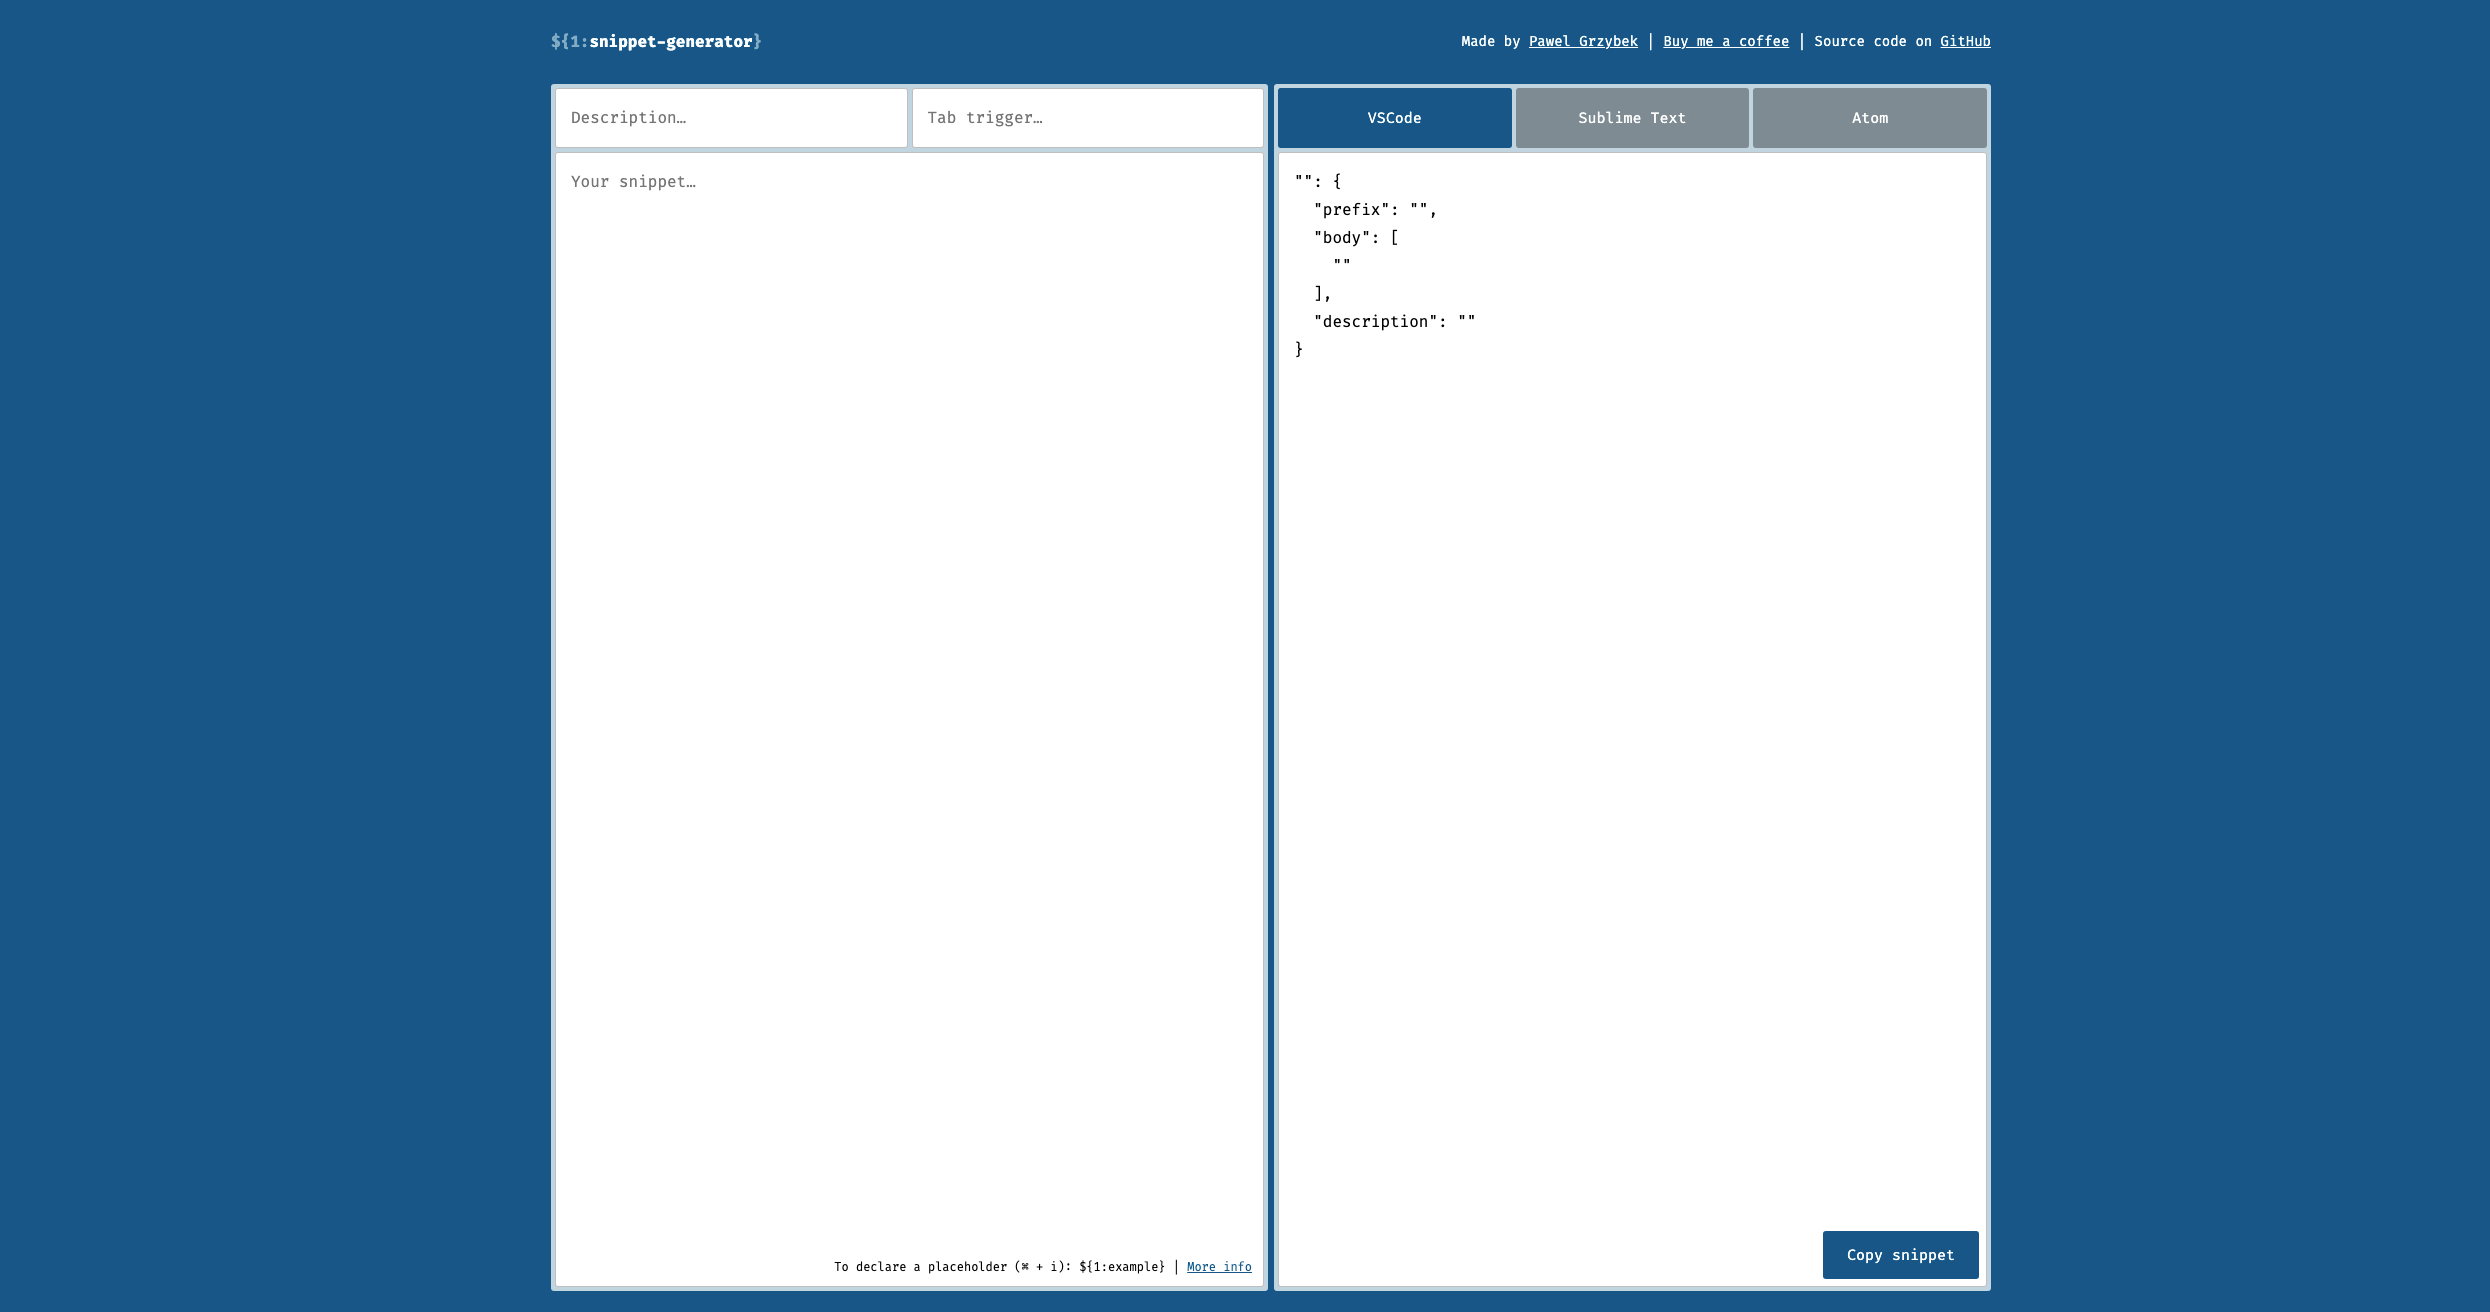 ${1:snippet-generator}
Made by Pawel Grzybek | Buy me a coffee | Source code on GitHub
Description…
Tab trigger…
Your snippet…
To declare a placeholder (⌘ + i): ${1:example} | More info
VSCode
Sublime Text
Atom
"": {
  "prefix": "",
  "body": [
    ""
  ],
  "description": ""
}
Copy snippet